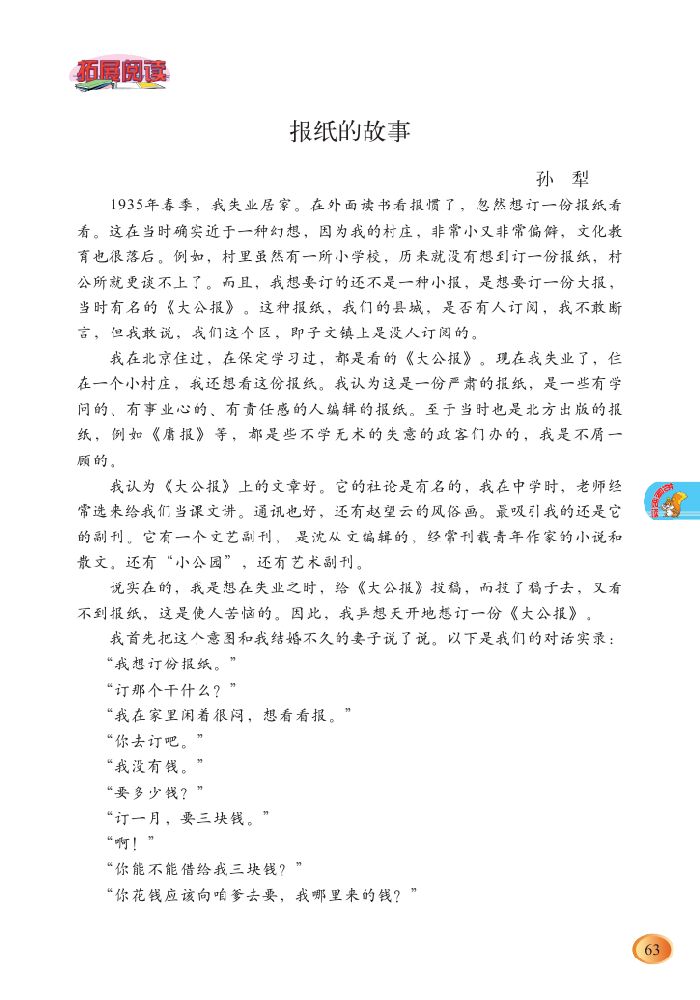 拓展阅读
报纸的故事
孙 犁
1935年春季，我失业居家。在外面读书看报惯了，忽然想订一份报纸看
看。这在当时确实近于一种幻想，因为我的村庄，非常小又非常偏僻，文化教
育也很落后。例如，村里虽然有一所小学校，历来就没有想到订一份报纸，村
公所就更谈不上了。而且，我想要订的还不是一种小报，是想要订一份大报，
当时有名的《大公报》。这种报纸，我们的县城，是否有人订阅，我不敢断
言，但我敢说，我们这个区，即子文镇上是没人订阅的。
我在北京住过，在保定学习过，都是看的《大公报》。现在我失业了，住
在一个小村庄，我还想看这份报纸。我认为这是一份严肃的报纸，是一些有学
问的、有事业心的、有责任感的人编辑的报纸。至于当时也是北方出版的报
纸，例如《庸报》等，都是些不学无术的失意的政客们办的，我是不屑一
顾的。
我认为《大公报》上的文章好。它的社论是有名的，我在中学时，老师经
常选来给我们当课文讲。通讯也好，还有赵望云的风俗画。最吸引我的还是它
的副刊。它有一个文艺副刊，是沈从文编辑的，经常刊载青年作家的小说和
散文。还有“小公园”，还有艺术副刊。
说实在的，我是想在失业之时，给《大公报》投稿，而投了稿子去，又看
不到报纸，这是使人苦恼的。因此，我异想天开地想订一份《大公报》。
我首先把这个意图和我结婚不久的妻子说了说。以下是我们的对话实录：
“我想订份报纸。”
“订那个干什么？”
“我在家里闲着很闷，想看看报。”
“你去订吧。”
“我没有钱。”
“要多少钱？”
“订一月，要三块钱。”
“啊！”
“你能不能借给我三块钱？”
“你花钱应该向咱爹去要，我哪里来的钱？”
63